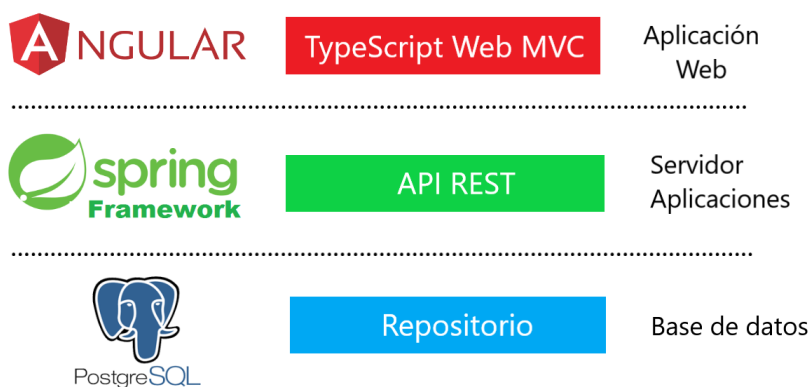 ANGULAR
TypeScript Web MVC
Aplicación
Web
spring
Framework
API REST
Servidor
Aplicaciones
PostgreSQL
Repositorio
Base de datos